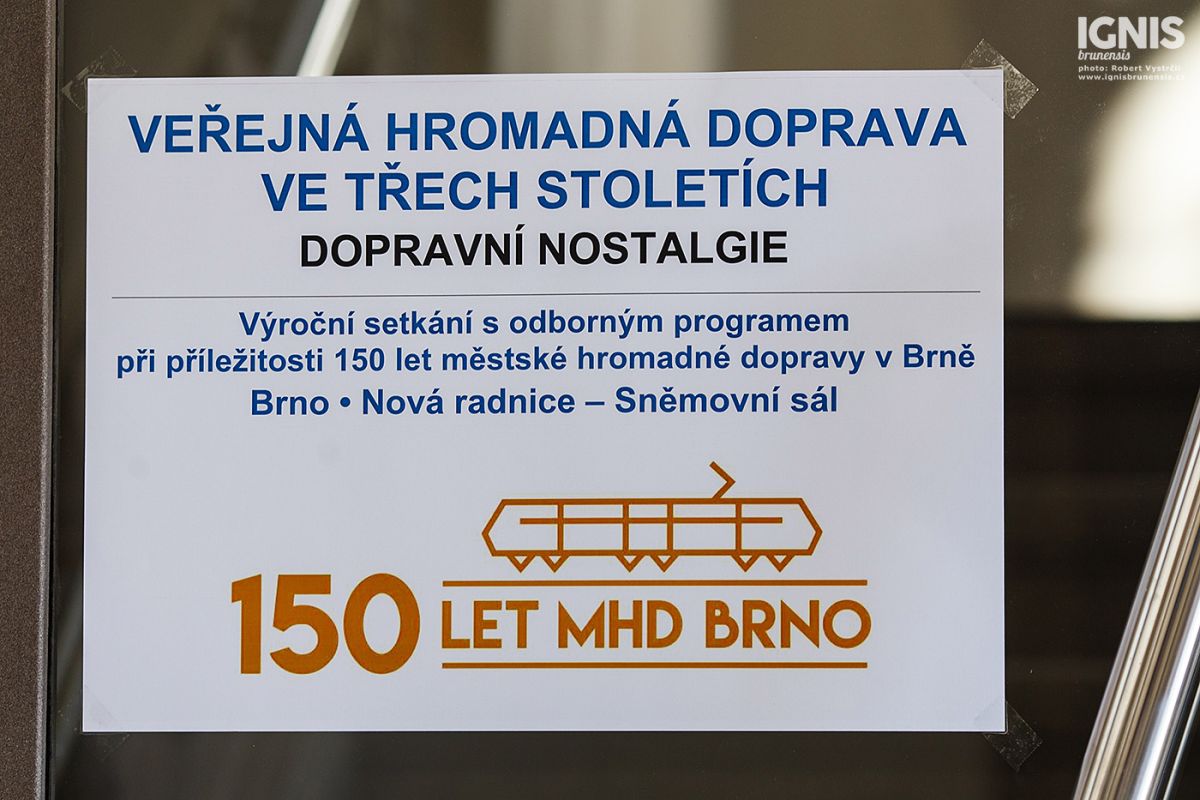 IGNIS
brunensis
photo: Robert Vystrčil
www.ignisbrunensis.cz
VEŘEJNÁ HROMADNÁ DOPRAVA
VE TŘECH STOLETÍCH
DOPRAVNÍ NOSTALGIE
Výroční setkání s odborným programem
při příležitosti 150 let městské hromadné dopravy v Brně
Brno • Nová radnice – Sněmovní sál
150 LET MHD BRNO